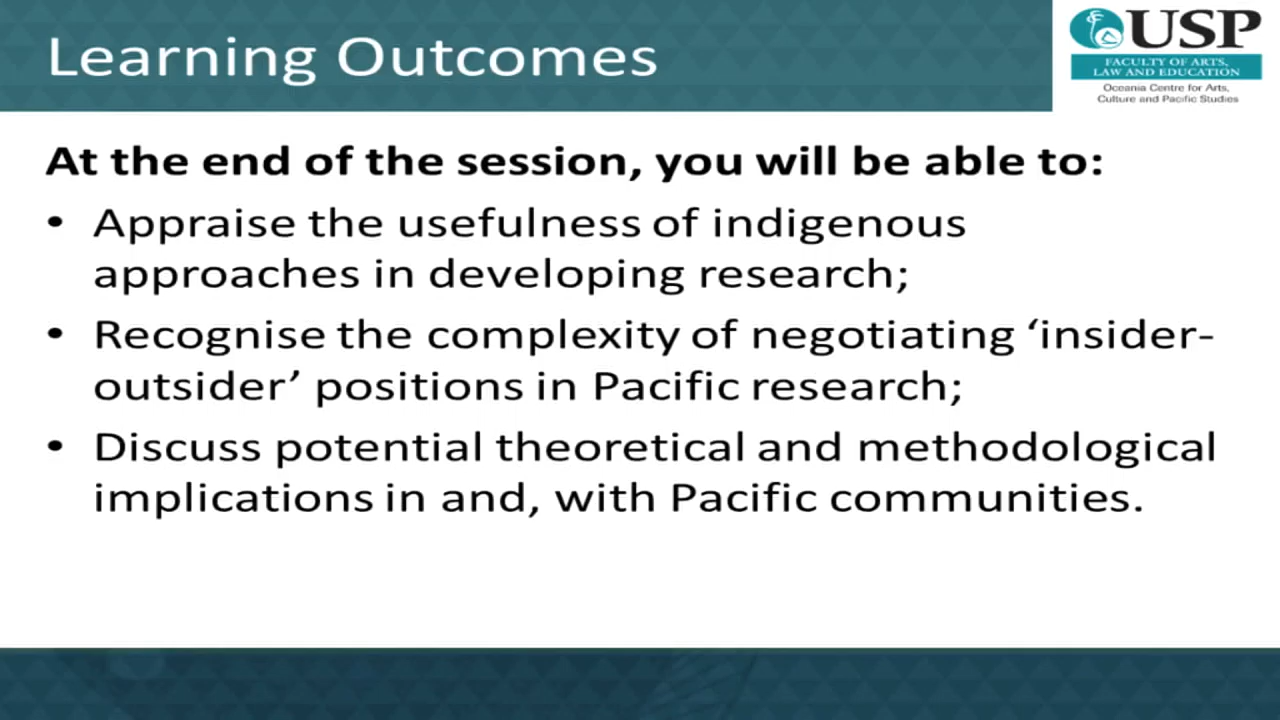 Learning Outcomes
USP
FACULTY OF ARTS,
LAW AND EDUCATION
Oceania Centre for Arts,
Culture and Pacific Studies
At the end of the session, you will be able to:
• Appraise the usefulness of indigenous
approaches in developing research;
• Recognise the complexity of negotiating ‘insider-
outsider’ positions in Pacific research;
• Discuss potential theoretical and methodological
implications in and, with Pacific communities.